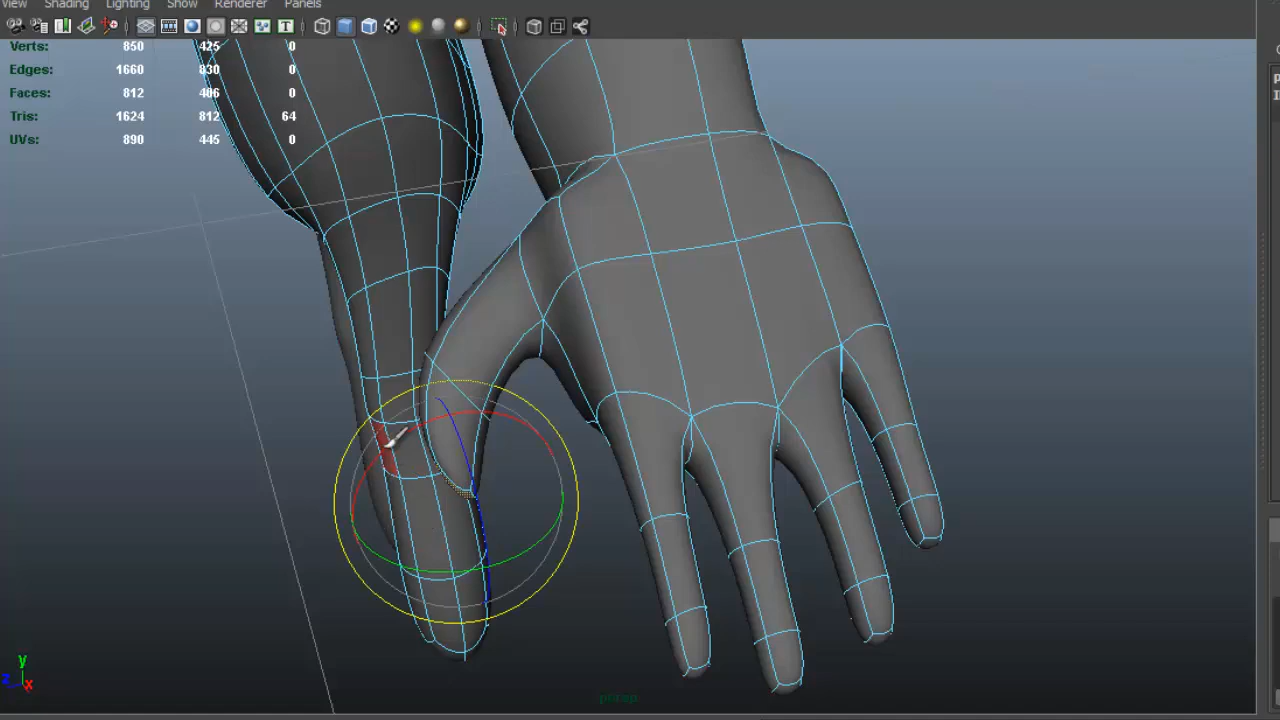 View Shading Lighting Show Renderer Panels
Verts: 850 425 0
Edges: 1660 830 0
Faces: 812 406 0
Tris: 1624 812 64
UVs: 890 445 0
y
z x
persp